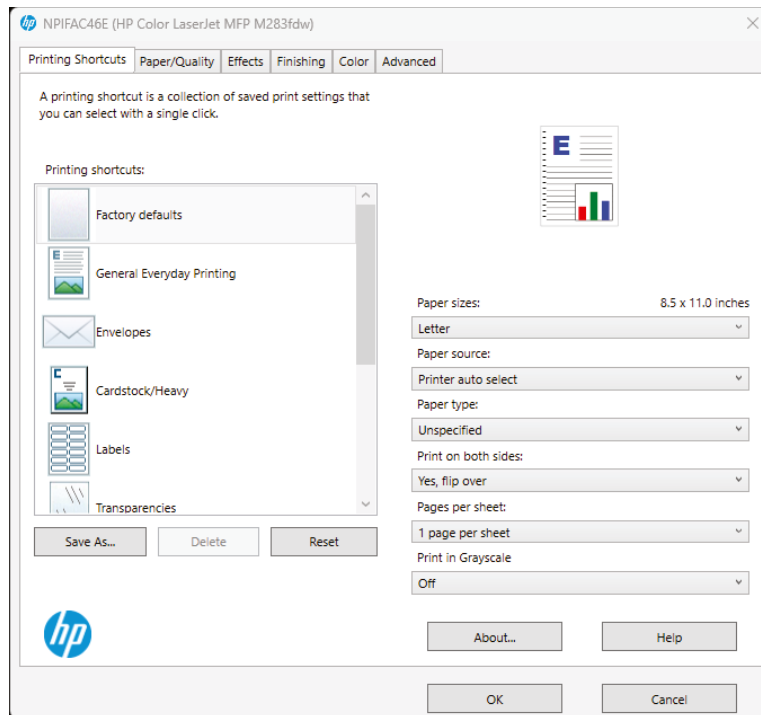 NPIFAC46E (HP Color LaserJet MFP M283fdw)
Printing Shortcuts Paper/Quality Effects Finishing Color Advanced
A printing shortcut is a collection of saved print settings that
you can select with a single click.
E
Printing shortcuts:
Factory defaults
E
General Everyday Printing
Envelopes
C
Cardstock/Heavy
Labels
Transparencies
Save As... Delete Reset
Paper sizes: 8.5 x 11.0 inches
Letter
Paper source:
Printer auto select
Paper type:
Unspecified
Print on both sides:
Yes, flip over
Pages per sheet:
1 page per sheet
Print in Grayscale
Off
hp
About... Help
OK Cancel